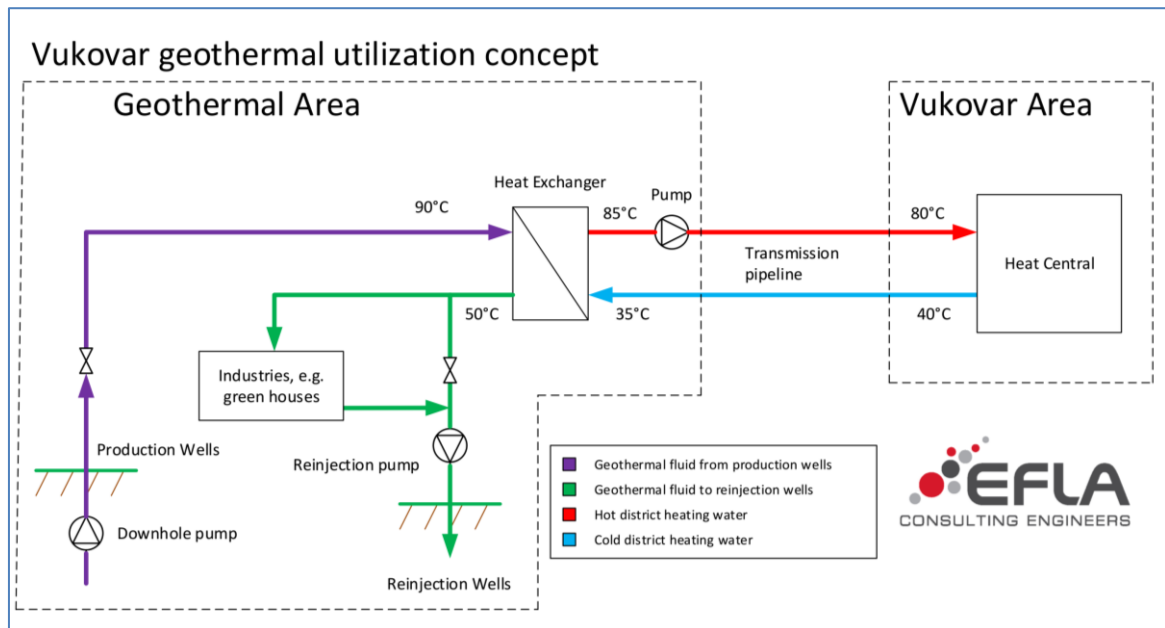 Vukovar geothermal utilization concept
Geothermal Area
Vukovar Area
Heat Exchanger
Pump
90°C
85°C
80°C
Transmission
pipeline
Heat Central
50°C
35°C
40°C
Industries, e.g.
green houses
Production Wells
Reinjection pump
Downhole pump
Reinjection Wells
Geothermal fluid from production wells
Geothermal fluid to reinjection wells
Hot district heating water
Cold district heating water
EFLA
CONSULTING ENGINEERS